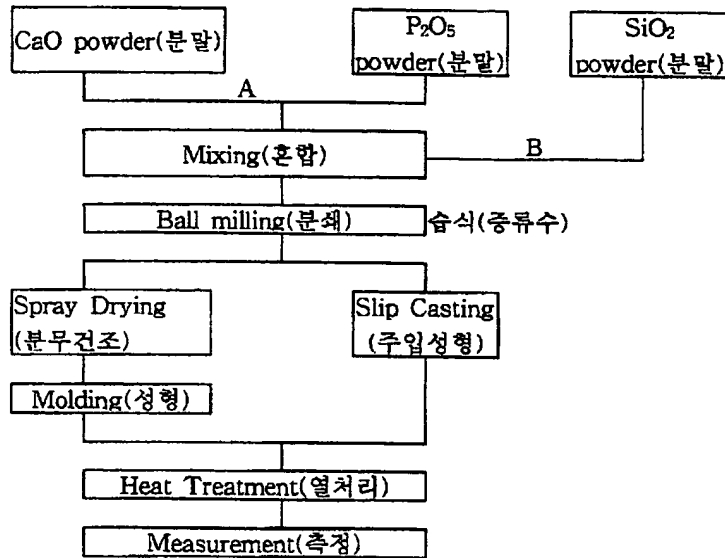 CaO powder(분말)
P₂O₅
powder(분말)
SiO₂
powder(분말)
A
B
Mixing(혼합)
Ball milling(분쇄)
습식(증류수)
Spray Drying
(분무건조)
Slip Casting
(주입성형)
Molding(성형)
Heat Treatment(열처리)
Measurement(측정)